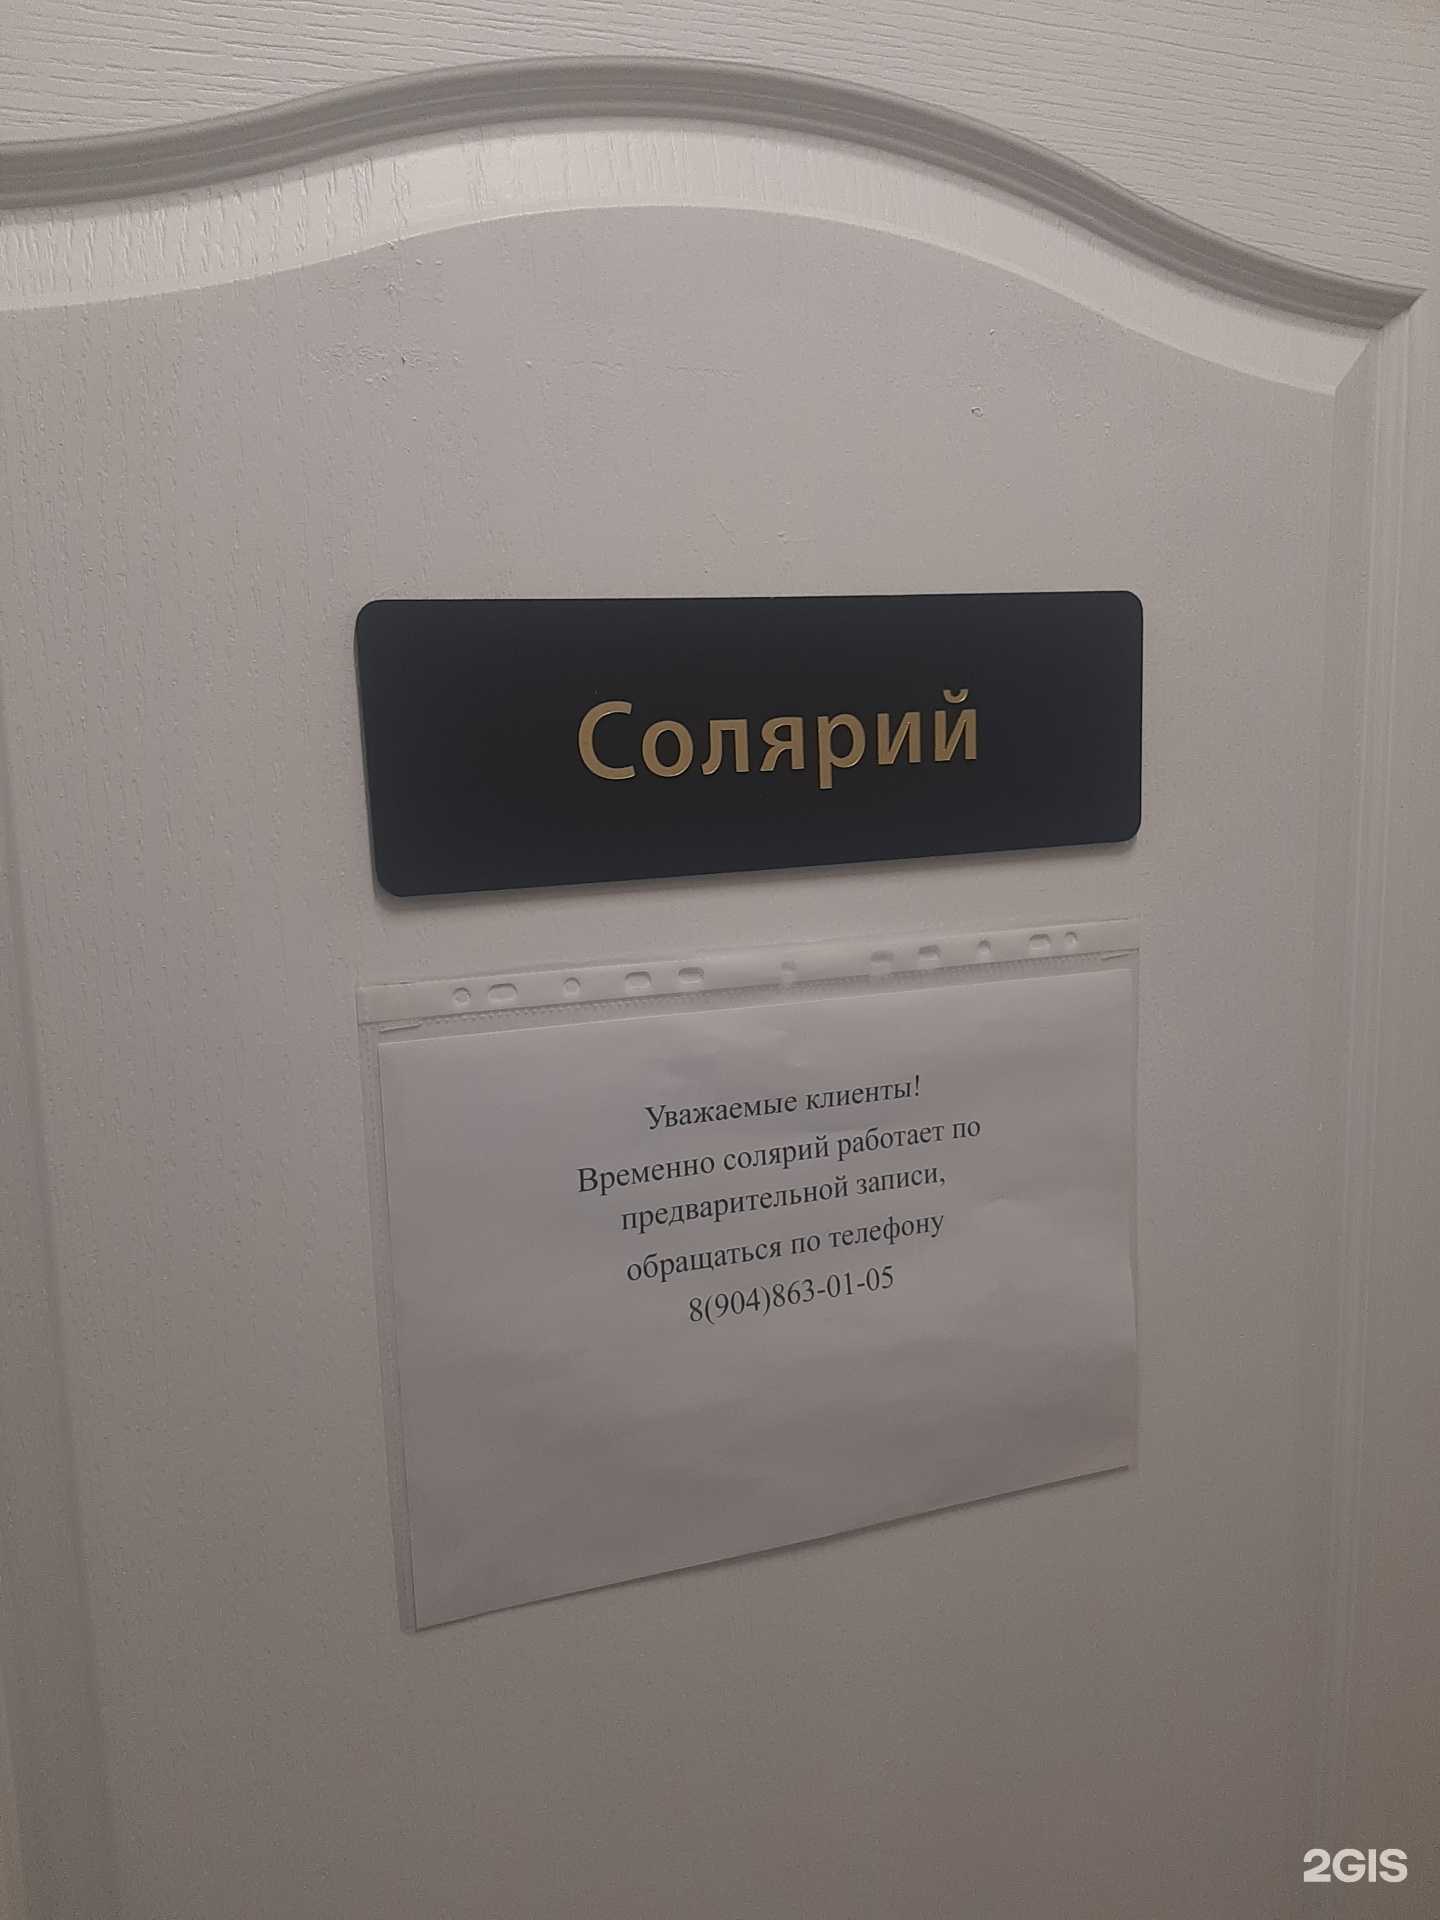 Солярий
Уважаемые клиенты!
Временно солярий работает по
предварительной записи,
обращаться по телефону
8(904)863-01-05
2GIS